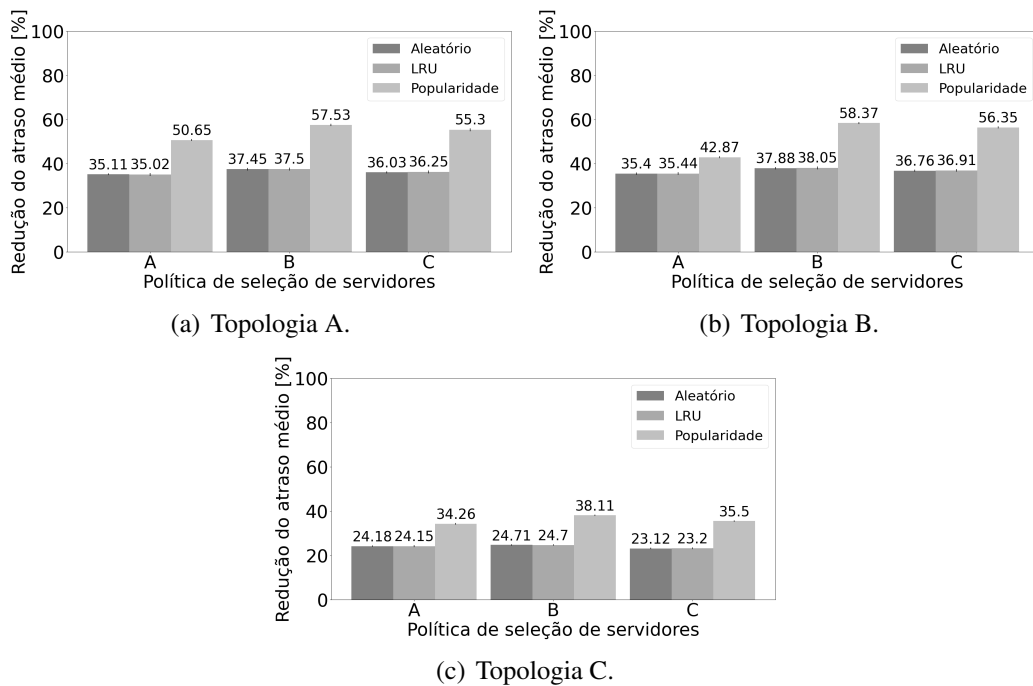 Redução do atraso médio [%]
100
80
60
40
20
0
Aleatório
LRU
Popularidade
35.11 35.02 50.65
37.45 37.5 57.53
36.03 36.25 55.3
A B C
Política de seleção de servidores
(a) Topologia A.
Redução do atraso médio [%]
100
80
60
40
20
0
Aleatório
LRU
Popularidade
35.4 35.44 42.87
37.88 38.05 58.37
36.76 36.91 56.35
A B C
Política de seleção de servidores
(b) Topologia B.
Redução do atraso médio [%]
100
80
60
40
20
0
Aleatório
LRU
Popularidade
24.18 24.15 34.26
24.71 24.7 38.11
23.12 23.2 35.5
A B C
Política de seleção de servidores
(c) Topologia C.